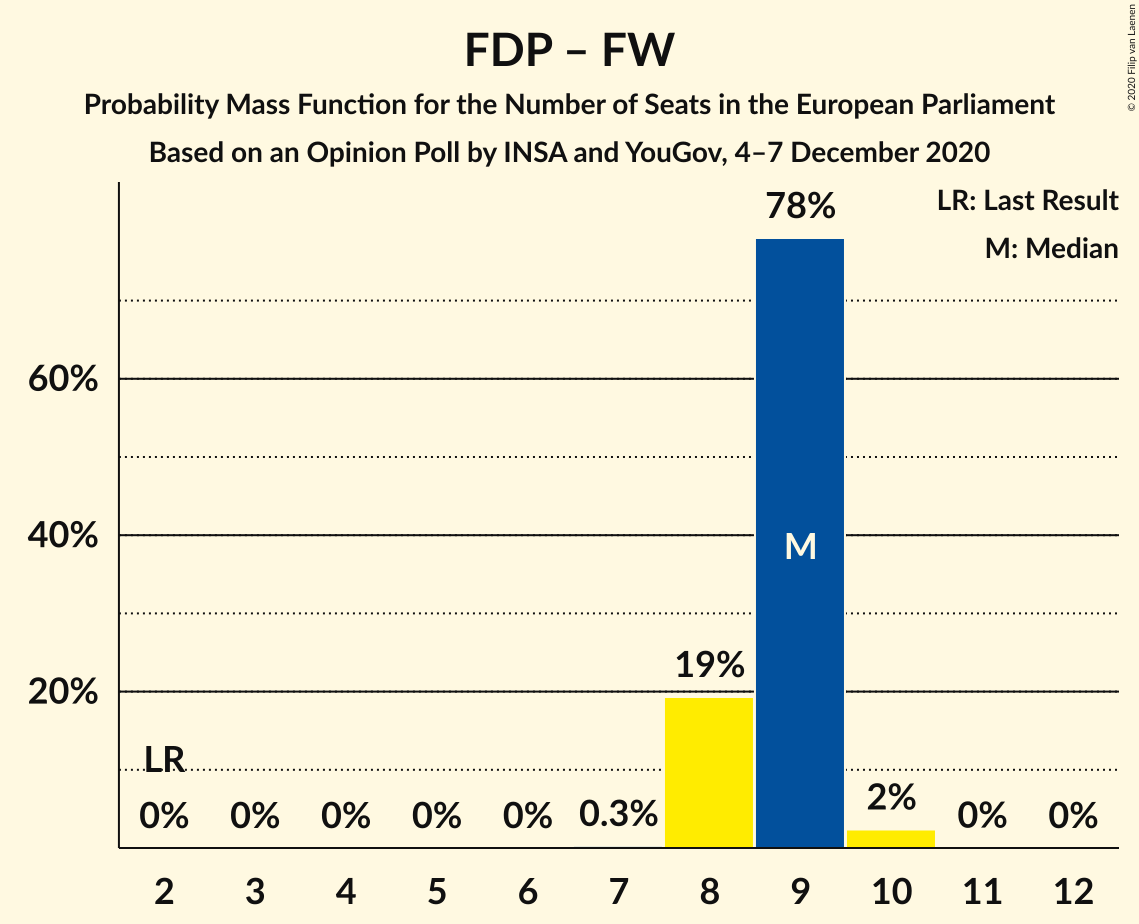 FDP – FW
Probability Mass Function for the Number of Seats in the European Parliament
Based on an Opinion Poll by INSA and YouGov, 4–7 December 2020
© 2020 Filip van Laenen
LR: Last Result
M: Median
78%
60%
40%
M
19%
20%
LR
2%
0% 0% 0% 0% 0% 0.3% 0% 0%
2 3 4 5 6 7 8 9 10 11 12